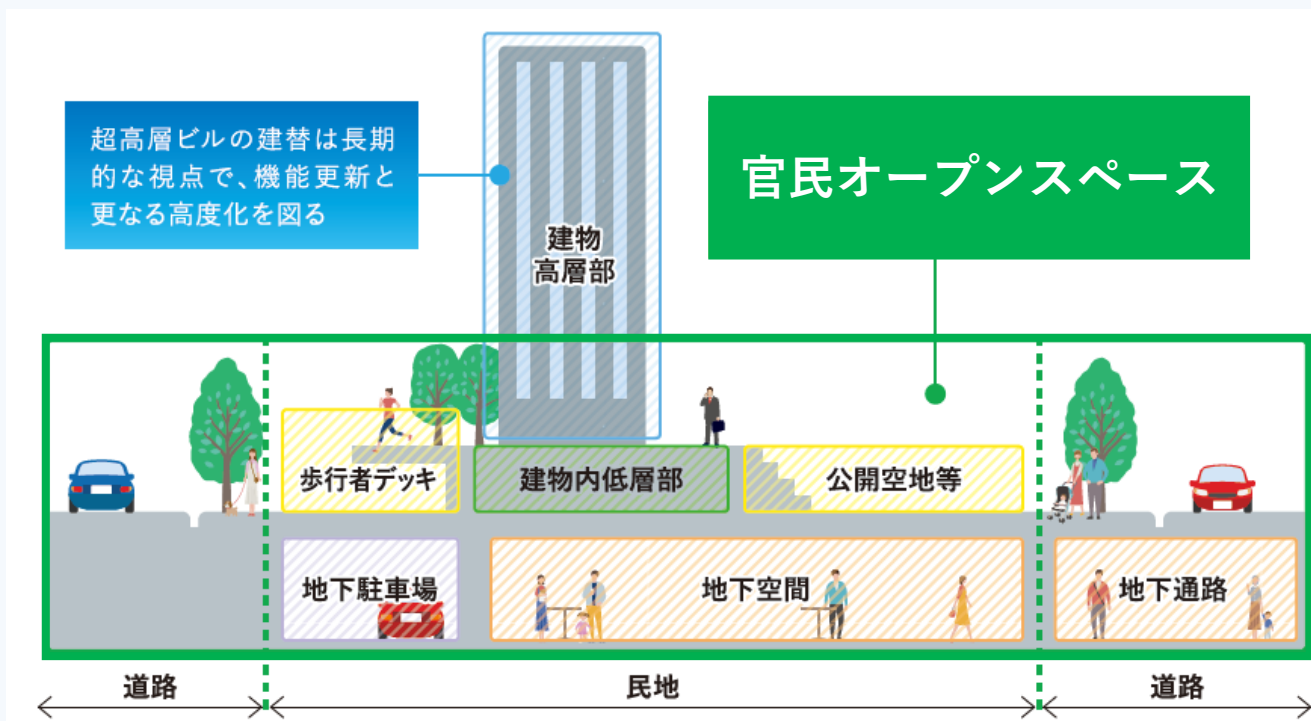 超高層ビルの建替は長期
的な視点で、機能更新と
更なる高度化を図る
官民オープンスペース
建物
高層部
歩行者デッキ
建物内低層部
公開空地等
地下駐車場
地下空間
地下通路
道路
民地
道路